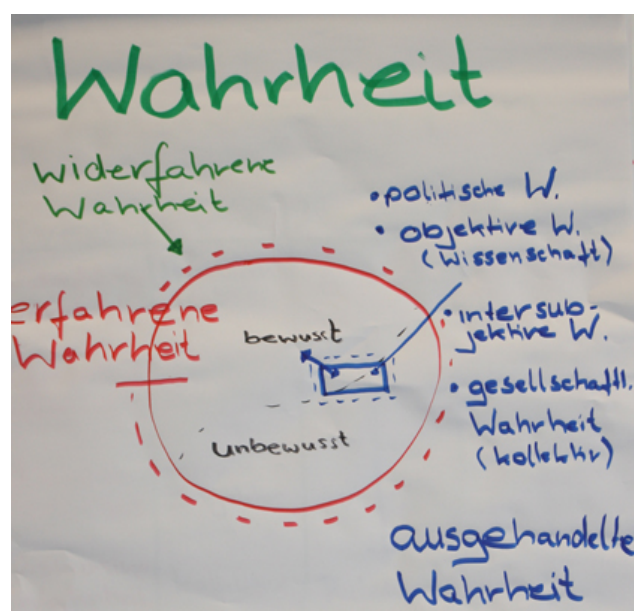 Wahrheit
widerfahrene
Wahrheit
erfahrene
Wahrheit
bewusst
unbewusst
• politische W.
• objektive W.
(Wissenschaft)
• intersub-
jektive W.
• gesellschaftl.
Wahrheit
(kollektiv)
ausgehandelte
Wahrheit